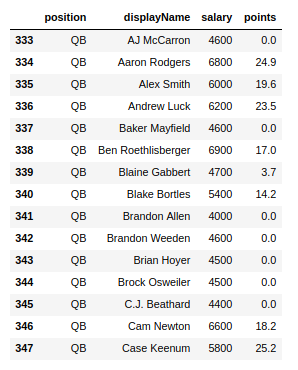 position displayName salary points
333 QB AJ McCarron 4600 0.0
334 QB Aaron Rodgers 6800 24.9
335 QB Alex Smith 6000 19.6
336 QB Andrew Luck 6200 23.5
337 QB Baker Mayfield 4600 0.0
338 QB Ben Roethlisberger 6900 17.0
339 QB Blaine Gabbert 4700 3.7
340 QB Blake Bortles 5400 14.2
341 QB Brandon Allen 4000 0.0
342 QB Brandon Weeden 4600 0.0
343 QB Brian Hoyer 4500 0.0
344 QB Brock Osweiler 4500 0.0
345 QB C.J. Beathard 4400 0.0
346 QB Cam Newton 6600 18.2
347 QB Case Keenum 5800 25.2